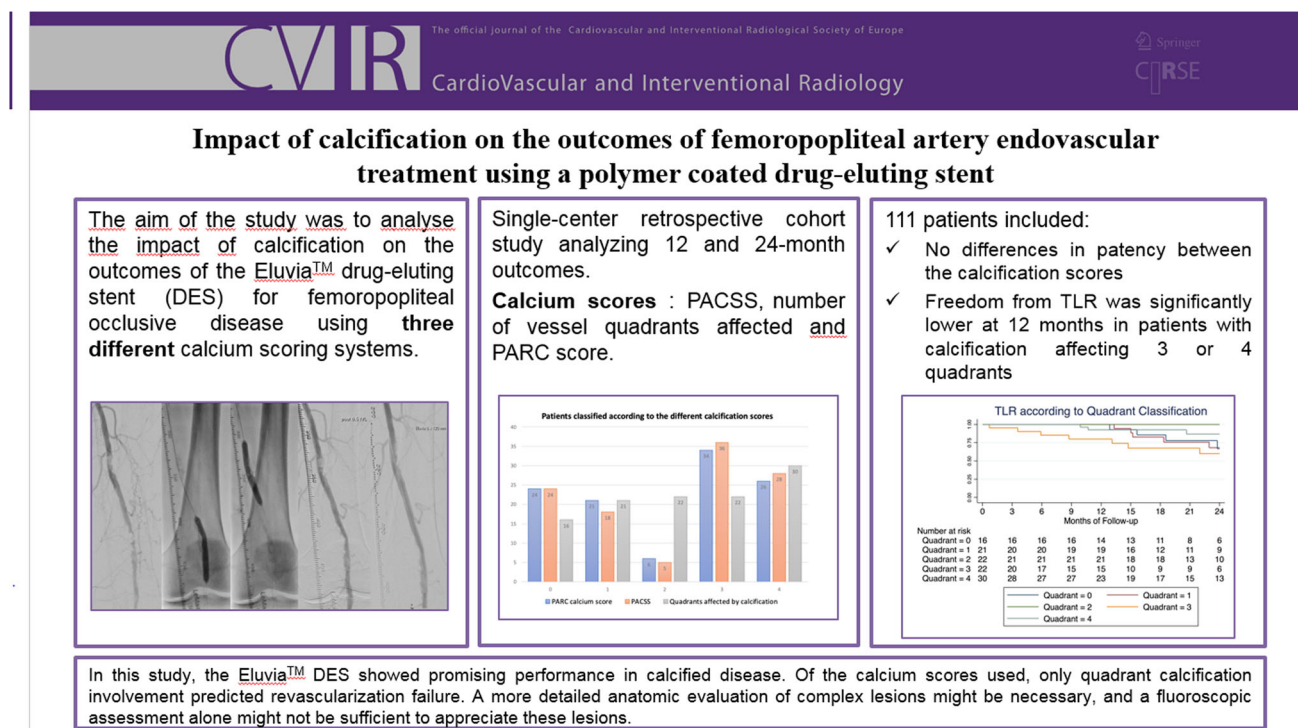 CVIR
The official journal of the Cardiovascular and Interventional Radiological Society of Europe
CardioVascular and Interventional Radiology
Springer
CIRSE
Impact of calcification on the outcomes of femoropopliteal artery endovascular
treatment using a polymer coated drug-eluting stent
The aim of the study was to analyse
the impact of calcification on the
outcomes of the Eluvia™ drug-eluting
stent (DES) for femoropopliteal
occlusive disease using three
different calcium scoring systems.
Single-center retrospective cohort
study analyzing 12 and 24-month
outcomes.
Calcium scores : PACSS, number
of vessel quadrants affected and
PARC score.
Patients classified according to the different calcification scores
40
35
30
25
20
15
10
5
0
24 24 16
21 18 21
6 5 22
34 36 22
26 28 30
0 1 2 3 4
PARC calcium score PACSS Quadrants affected by calcification
111 patients included:
✓ No differences in patency between
the calcification scores
✓ Freedom from TLR was significantly
lower at 12 months in patients with
calcification affecting 3 or 4
quadrants
TLR according to Quadrant Classification
1.00
0.75
0.50
0.25
0.00
0 3 6 9 12 15 18 21 24
Months of Follow-up
Number at risk
Quadrant = 0 16 16 16 16 14 13 11 8 6
Quadrant = 1 21 20 20 19 19 16 12 11 9
Quadrant = 2 22 21 21 21 21 18 18 13 10
Quadrant = 3 22 20 17 15 15 10 9 9 6
Quadrant = 4 30 28 27 27 23 19 17 15 13
Quadrant = 0 Quadrant = 1
Quadrant = 2 Quadrant = 3
Quadrant = 4
In this study, the Eluvia™ DES showed promising performance in calcified disease. Of the calcium scores used, only quadrant calcification
involvement predicted revascularization failure. A more detailed anatomic evaluation of complex lesions might be necessary, and a fluoroscopic
assessment alone might not be sufficient to appreciate these lesions.